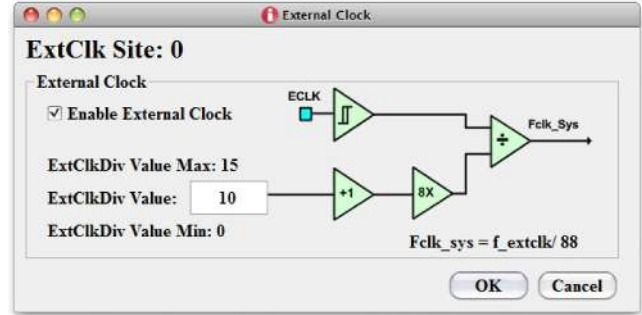 External Clock
ExtClk Site: 0
External Clock
Enable External Clock
ECLK
Fclk_Sys
÷
ExtClkDiv Value Max: 15
ExtClkDiv Value: 10
+1
8X
ExtClkDiv Value Min: 0
Fclk_sys = f_extclk/ 88
OK Cancel